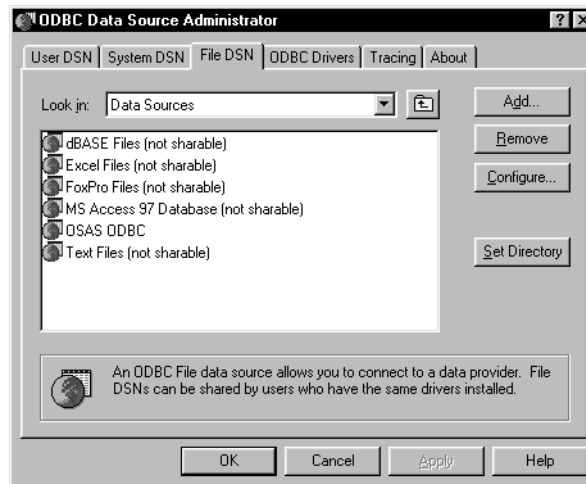 ODBC Data Source Administrator
User DSN System DSN File DSN ODBC Drivers Tracing About
Look in: Data Sources Add...
dBASE Files (not sharable)
Remove
Excel Files (not sharable)
FoxPro Files (not sharable)
Configure...
MS Access 97 Database (not sharable)
OSAS ODBC
Text Files (not sharable)
Set Directory
An ODBC File data source allows you to connect to a data provider. File
DSNs can be shared by users who have the same drivers installed.
OK Cancel Apply Help